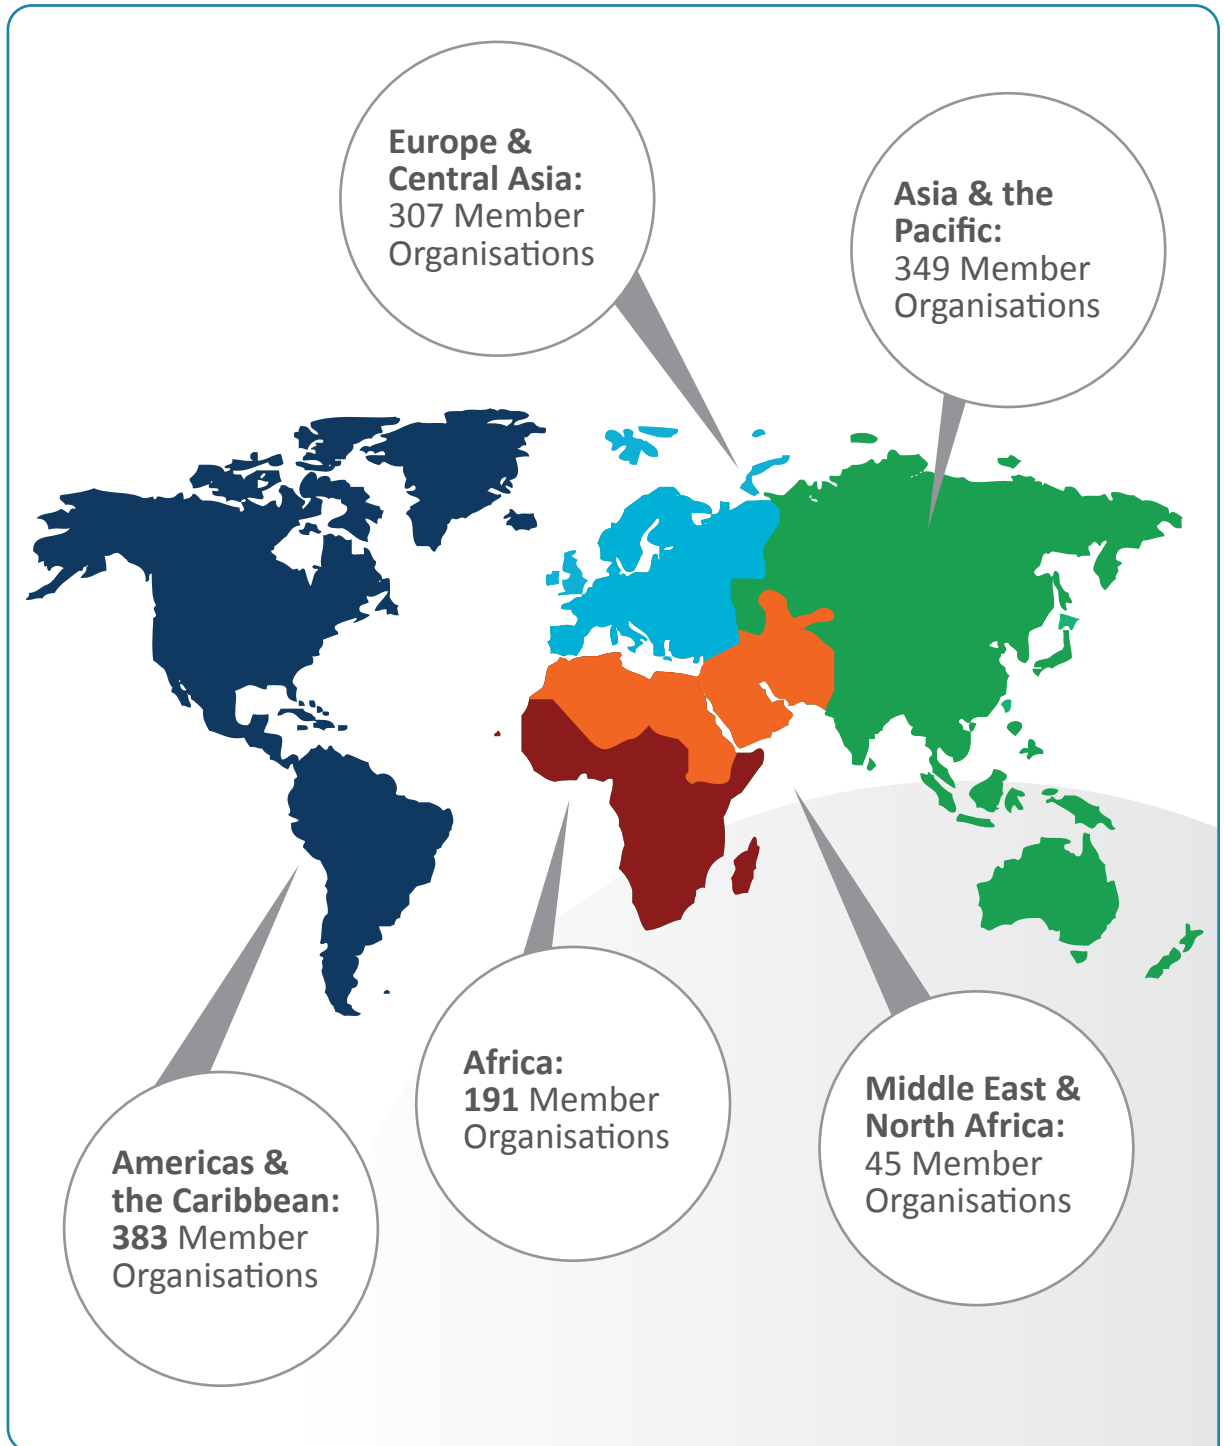 Europe &
Central Asia:
307 Member
Organisations
Asia & the
Pacific:
349 Member
Organisations
Americas &
the Caribbean:
383 Member
Organisations
Africa:
191 Member
Organisations
Middle East &
North Africa:
45 Member
Organisations